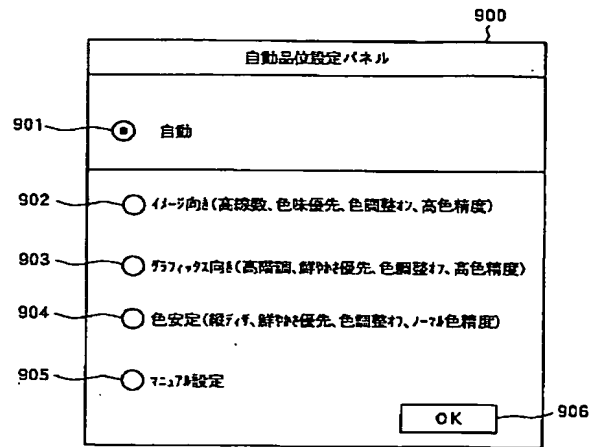 900
自動品位設定パネル
901 自動
902 イメージ向き(高線数、色味優先、色調整オン、高色精度)
903 グラフィックス向き(高階調、鮮やかさ優先、色調整オフ、高色精度)
904 色安定(縦ディザ、鮮やかさ優先、色調整オフ、ノーマル色精度)
905 マニュアル設定
OK 906